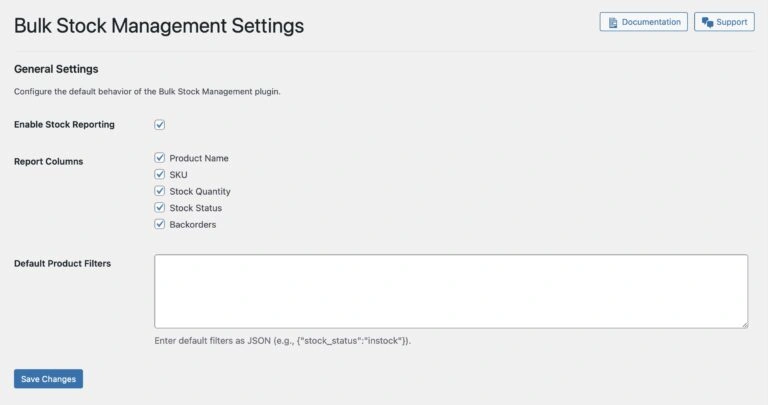 Bulk Stock Management Settings
Documentation
Support
General Settings
Configure the default behavior of the Bulk Stock Management plugin.
Enable Stock Reporting
Report Columns
Product Name
SKU
Stock Quantity
Stock Status
Backorders
Default Product Filters
Enter default filters as JSON (e.g., {"stock_status":"instock"}).
Save Changes